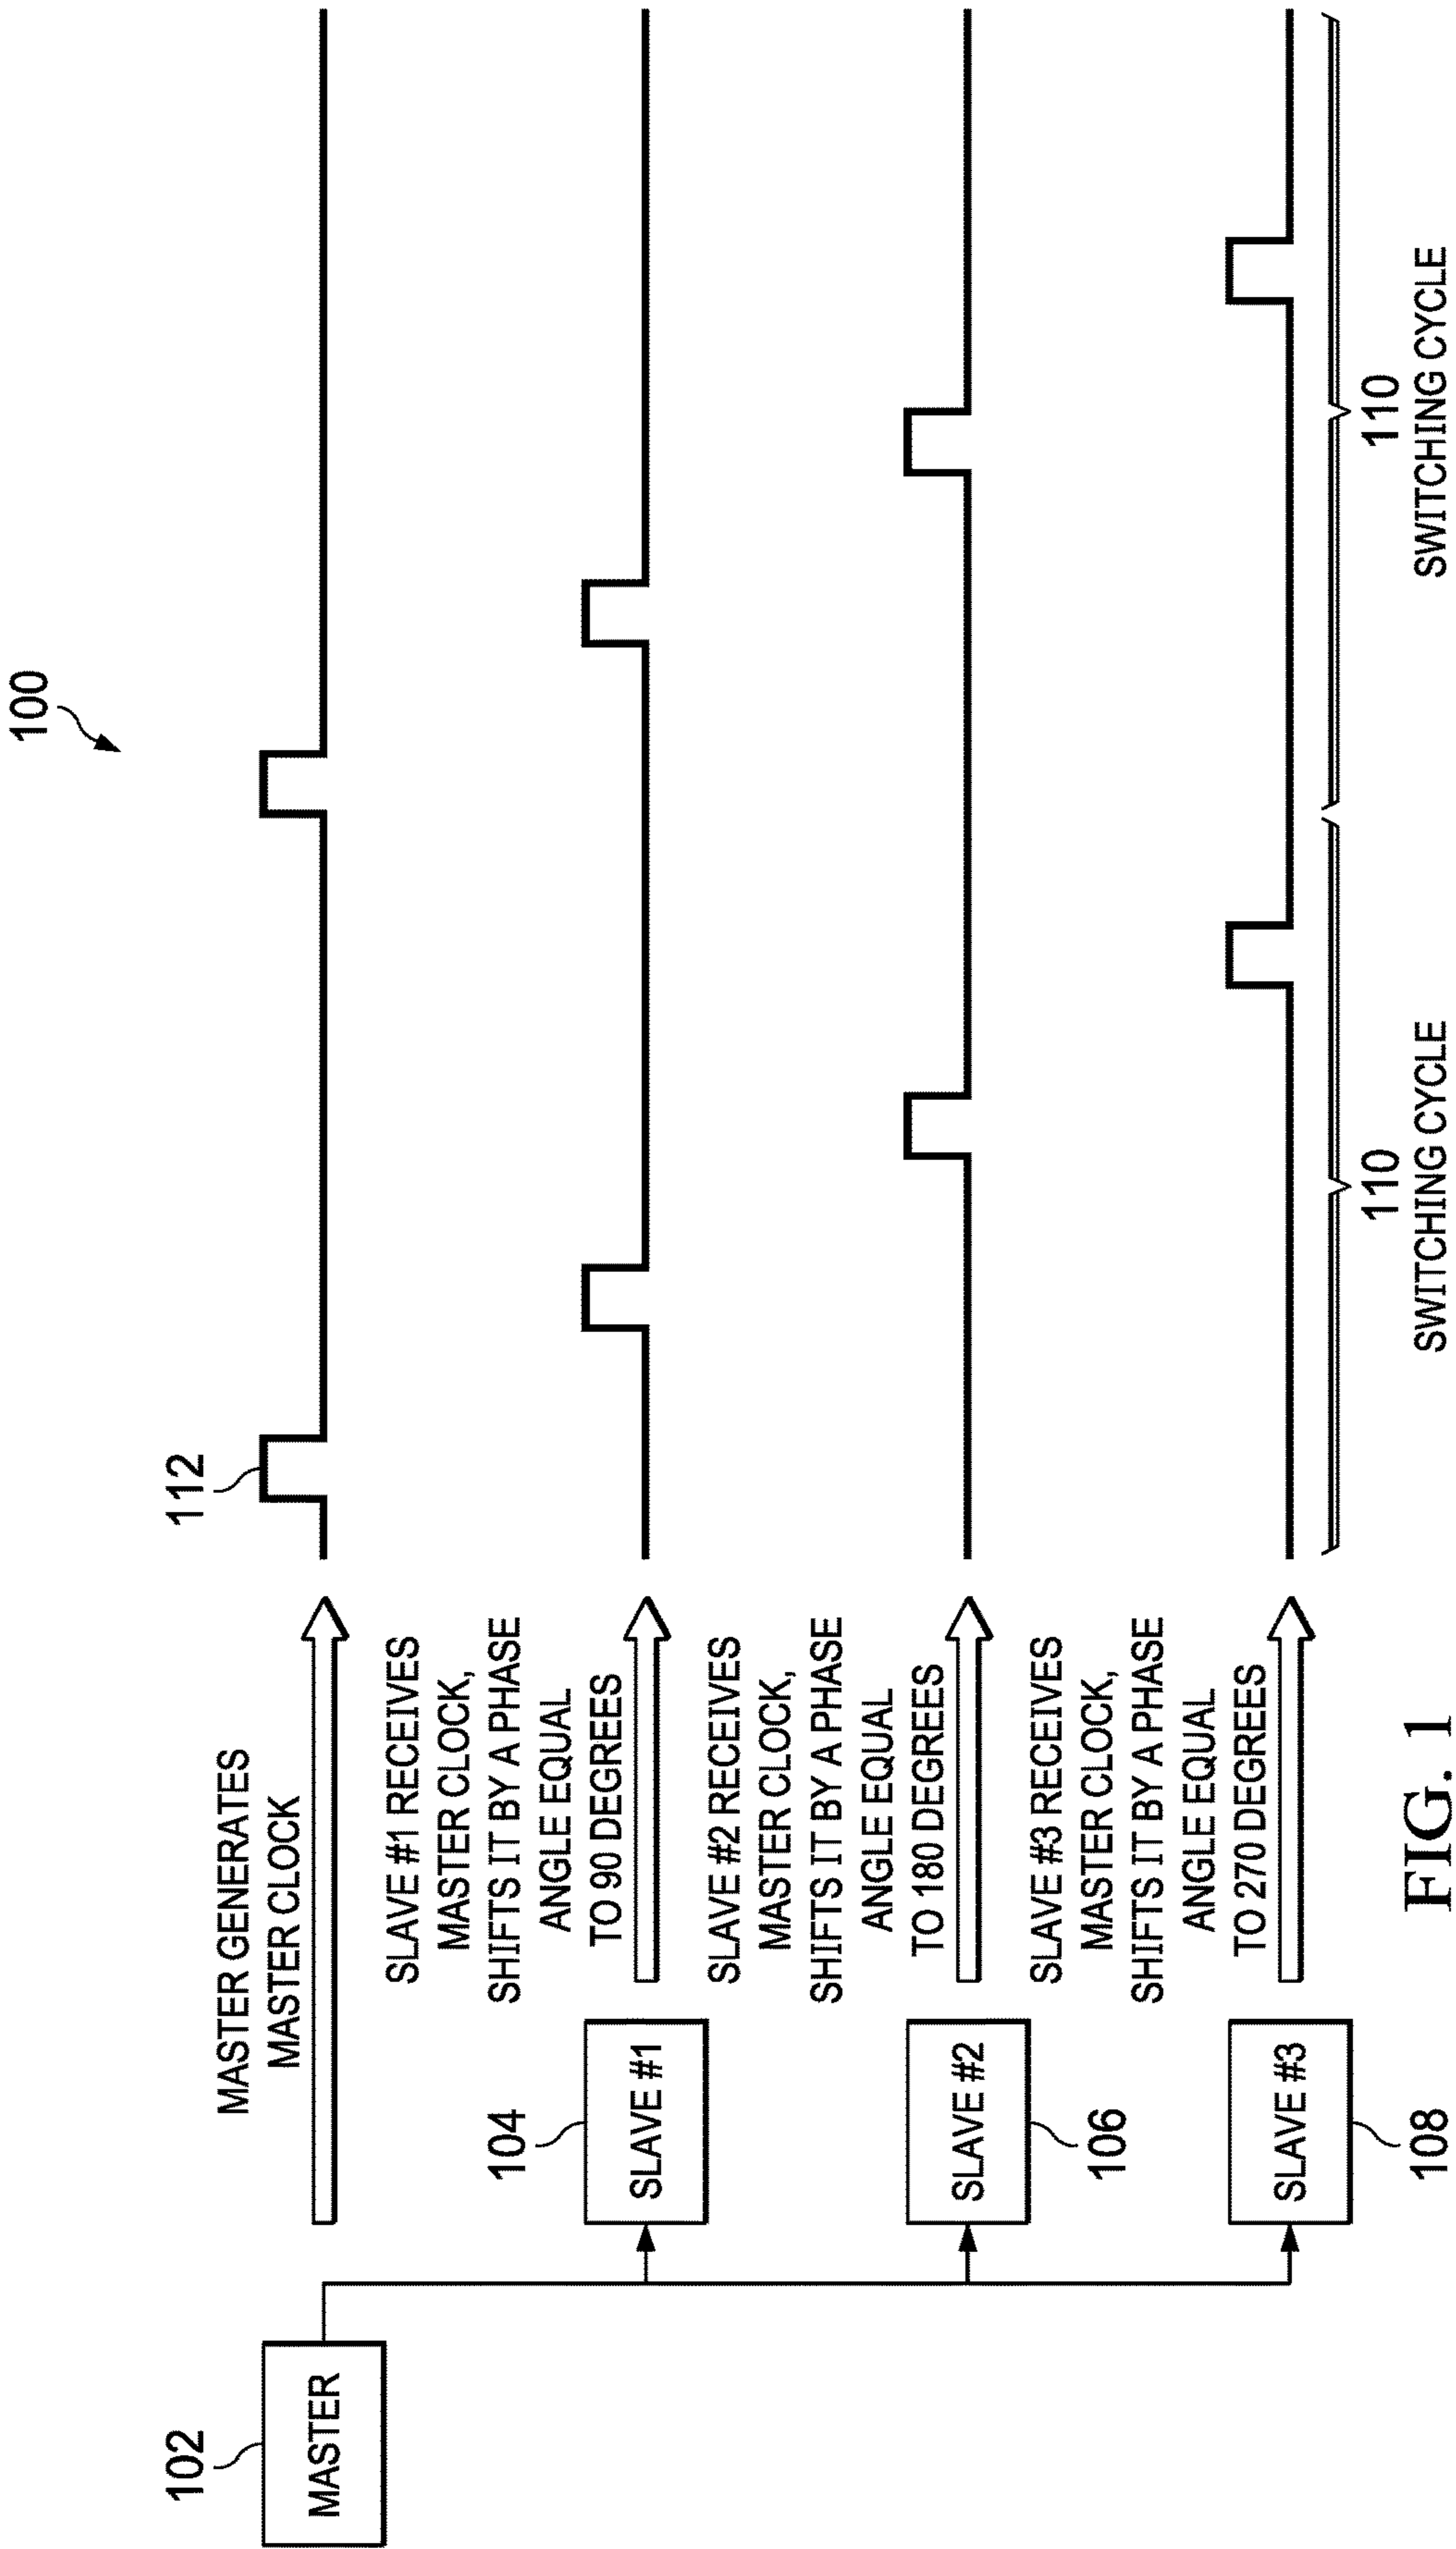 100
102
MASTER
MASTER GENERATES
MASTER CLOCK
112
104
SLAVE #1
SLAVE #1 RECEIVES
MASTER CLOCK,
SHIFTS IT BY A PHASE
ANGLE EQUAL
TO 90 DEGREES
SLAVE #2
106
SLAVE #2 RECEIVES
MASTER CLOCK,
SHIFTS IT BY A PHASE
ANGLE EQUAL
TO 180 DEGREES
SLAVE #3
108
SLAVE #3 RECEIVES
MASTER CLOCK,
SHIFTS IT BY A PHASE
ANGLE EQUAL
TO 270 DEGREES
110
SWITCHING CYCLE
110
SWITCHING CYCLE
FIG. 1